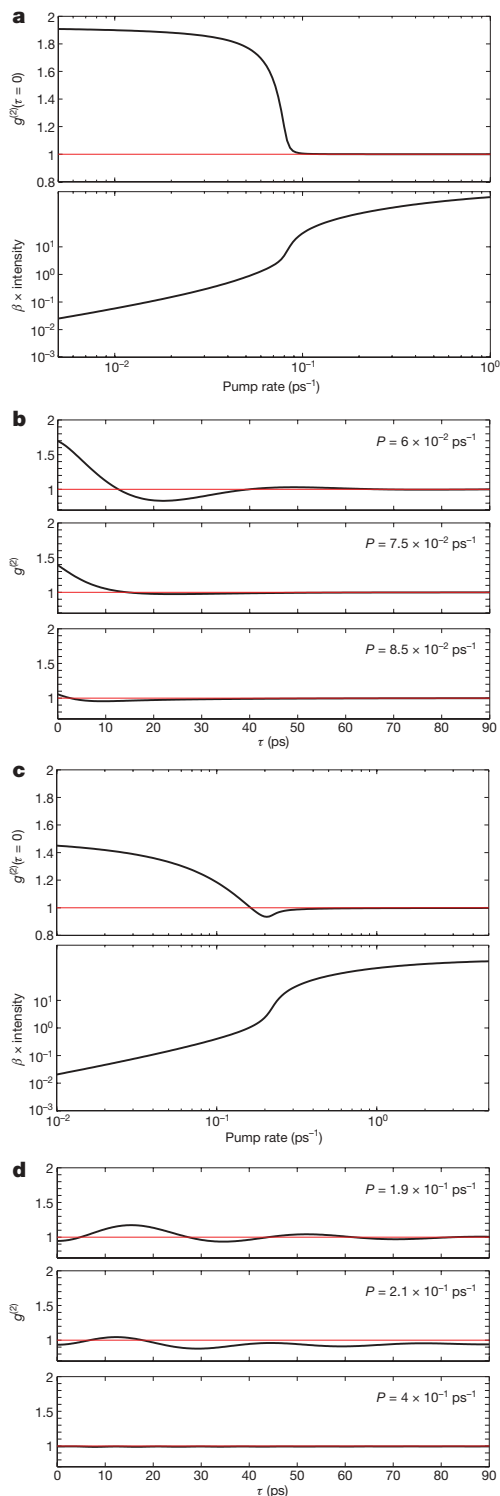 a
2
1.8
1.6
1.4
1.2
1
0.8
g(2)(τ = 0)
10¹
10⁰
10⁻¹
10⁻²
10⁻³
β × intensity
10⁻² 10⁻¹ 10⁰
Pump rate (ps⁻¹)
b
2
1.5
1
P = 6 × 10⁻² ps⁻¹
2
1.5
1
g(2)
P = 7.5 × 10⁻² ps⁻¹
2
1.5
1
P = 8.5 × 10⁻² ps⁻¹
0 10 20 30 40 50 60 70 80 90
τ (ps)
c
2
1.8
1.6
1.4
1.2
1
0.8
g(2)(τ = 0)
10¹
10⁰
10⁻¹
10⁻²
10⁻³
β × intensity
10⁻² 10⁻¹ 10⁰
Pump rate (ps⁻¹)
d
2
1.5
1
P = 1.9 × 10⁻¹ ps⁻¹
2
1.5
1
g(2)
P = 2.1 × 10⁻¹ ps⁻¹
2
1.5
1
P = 4 × 10⁻¹ ps⁻¹
0 10 20 30 40 50 60 70 80 90
τ (ps)